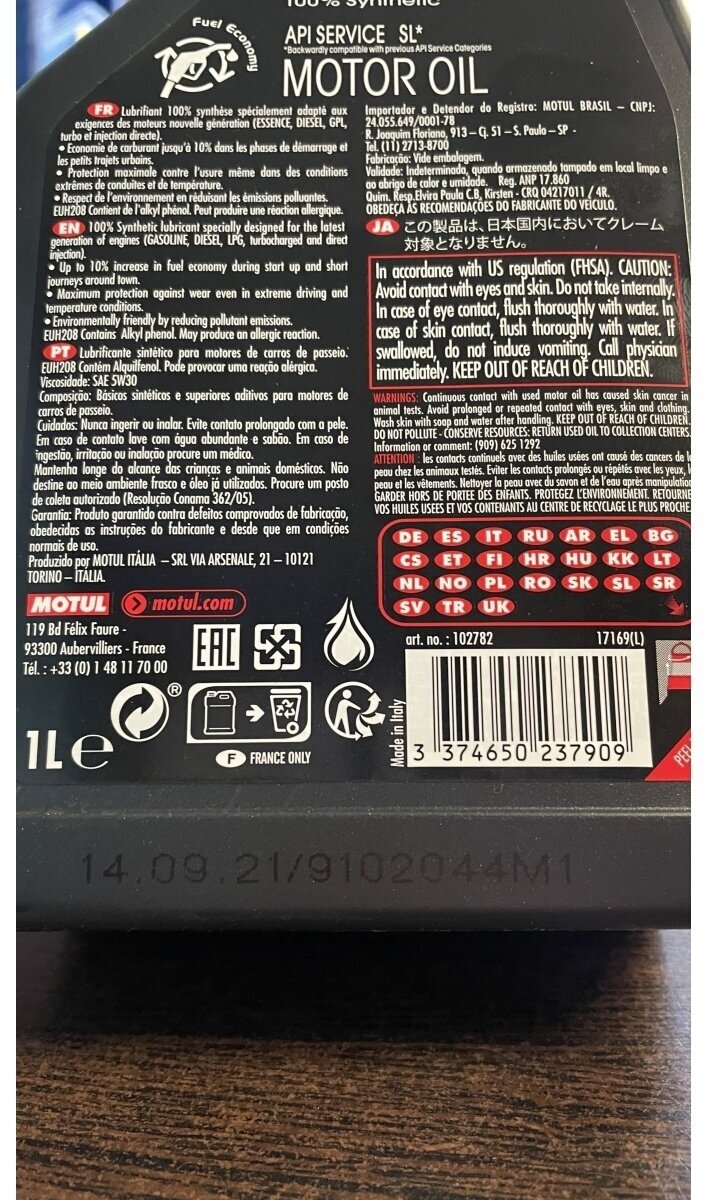 100% Synthetic
Fuel Economy
API SERVICE SL*
*Backwardly compatible with previous API Service Categories
MOTOR OIL
FR Lubrifiant 100% synthèse spécialement adapté aux
exigences des moteurs nouvelle génération (ESSENCE, DIESEL, GPL,
turbo et injection directe).
• Economie de carburant jusqu'à 10% dans les phases de démarrage et
les petits trajets urbains.
• Protection maximale contre l'usure même dans des conditions
extrêmes de conduites et de température.
• Respect de l'environnement en réduisant les émissions polluantes.
EUH208 Contient de l'alkyl phénol. Peut produire une réaction allergique.
EN 100% Synthetic lubricant specially designed for the latest
generation of engines (GASOLINE, DIESEL, LPG, turbocharged and direct
injection).
• Up to 10% increase in fuel economy during start up and short
journeys around town.
• Maximum protection against wear even in extreme driving and
temperature conditions.
• Environmentally friendly by reducing pollutant emissions.
EUH208 Contains Alkyl phenol. May produce an allergic reaction.
PT Lubrificante sintético para motores de carros de passeio.
EUH208 Contém Alquilfenol. Pode provocar uma reação alérgica.
Viscosidade: SAE 5W30
Composição: Básicos sintéticos e superiores aditivos para motores de
carros de passeio.
Cuidados: Nunca ingerir ou inalar. Evite contato prolongado com a pele.
Em caso de contato lave com água abundante e sabão. Em caso de
ingestão, irritação ou inalação procure um médico.
Mantenha longe do alcance das crianças e animais domésticos. Não
destine ao meio ambiente frasco e óleo já utilizados. Procure um posto
de coleta autorizado (Resolução Conama 362/05).
Garantia: Produto garantido contra defeitos comprovados de fabricação,
obedecidas as instruções do fabricante e desde que em condições
normais de uso.
Produzido por MOTUL ITÁLIA – SRL VIA ARSENALE, 21 – 10121
TORINO – ITÁLIA.
MOTUL motul.com
119 Bd Félix Faure -
93300 Aubervilliers - France
Tél. : +33 (0) 1 48 11 70 00
EAC
®
1L e
F FRANCE ONLY
Importador e Detendor do Registro: MOTUL BRASIL – CNPJ:
24.055.649/0001-78
R. Joaquim Floriano, 913 – Cj. 51 – S. Paulo – SP -
Tel. (11) 2713-8700
Fabricação: Vide embalagem.
Validade: Indeterminada, quando armazenado tampado em local limpo e
ao abrigo de calor e umidade. Reg. ANP 17.860
Quim. Resp.Elvira Paula C.B, Kirsten - CRQ 04217011 / 4R.
OBEDEÇA ÀS RECOMENDAÇÕES DO FABRICANTE DO VEÍCULO.
JA この製品は、日本国内においてクレーム
対象となりません。
In accordance with US regulation (FHSA). CAUTION:
Avoid contact with eyes and skin. Do not take internally.
In case of eye contact, flush thoroughly with water. In
case of skin contact, flush thoroughly with water. If
swallowed, do not induce vomiting. Call physician
immediately. KEEP OUT OF REACH OF CHILDREN.
WARNINGS: Continuous contact with used motor oil has caused skin cancer in
animal tests. Avoid prolonged or repeated contact with eyes, skin and clothing.
Wash skin with soap and water after handling. KEEP OUT OF REACH OF CHILDREN.
DO NOT POLLUTE - CONSERVE RESOURCES: RETURN USED OIL TO COLLECTION CENTERS.
Information or comment: (909) 625 1292
ATTENTION : les contacts continuels avec des huiles usées ont causé des cancers de la
peau chez les animaux testés. Eviter les contacts prolongés ou répétés avec les yeux, la
peau et les vêtements. Nettoyer la peau avec du savon et de l'eau après manipulation.
GARDER HORS DE PORTEE DES ENFANTS. PROTEGEZ L'ENVIRONNEMENT. RETOURNEZ
VOS HUILES USEES ET VOS CONTENANTS AU CENTRE DE RECYCLAGE LE PLUS PROCHE.
DE ES IT RU AR EL BG
CS ET FI HR HU KK LT
NL NO PL RO SK SL SR
SV TR UK
art. no. : 102782 17169(L)
Made in Italy
3 374650 237909
14.09.21/9102044M1